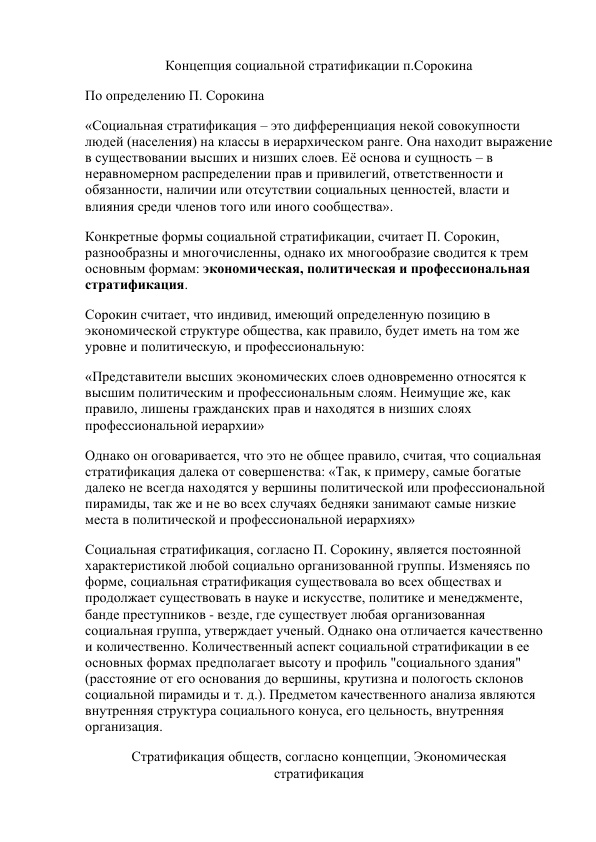 Концепция социальной стратификации п.Сорокина
По определению П. Сорокина
«Социальная стратификация – это дифференциация некой совокупности
людей (населения) на классы в иерархическом ранге. Она находит выражение
в существовании высших и низших слоев. Её основа и сущность – в
неравномерном распределении прав и привилегий, ответственности и
обязанности, наличии или отсутствии социальных ценностей, власти и
влияния среди членов того или иного сообщества».
Конкретные формы социальной стратификации, считает П. Сорокин,
разнообразны и многочисленны, однако их многообразие сводится к трем
основным формам: экономическая, политическая и профессиональная
стратификация.
Сорокин считает, что индивид, имеющий определенную позицию в
экономической структуре общества, как правило, будет иметь на том же
уровне и политическую, и профессиональную:
«Представители высших экономических слоев одновременно относятся к
высшим политическим и профессиональным слоям. Неимущие же, как
правило, лишены гражданских прав и находятся в низших слоях
профессиональной иерархии»
Однако он оговаривается, что это не общее правило, считая, что социальная
стратификация далека от совершенства: «Так, к примеру, самые богатые
далеко не всегда находятся у вершины политической или профессиональной
пирамиды, так же и не во всех случаях бедняки занимают самые низкие
места в политической и профессиональной иерархиях»
Социальная стратификация, согласно П. Сорокину, является постоянной
характеристикой любой социально организованной группы. Изменяясь по
форме, социальная стратификация существовала во всех обществах и
продолжает существовать в науке и искусстве, политике и менеджменте,
банде преступников - везде, где существует любая организованная
социальная группа, утверждает ученый. Однако она отличается качественно
и количественно. Количественный аспект социальной стратификации в ее
основных формах предполагает высоту и профиль "социального здания"
(расстояние от его основания до вершины, крутизна и пологость склонов
социальной пирамиды и т. д.). Предметом качественного анализа являются
внутренняя структура социального конуса, его цельность, внутренняя
организация.
Стратификация обществ, согласно концепции, Экономическая
стратификация